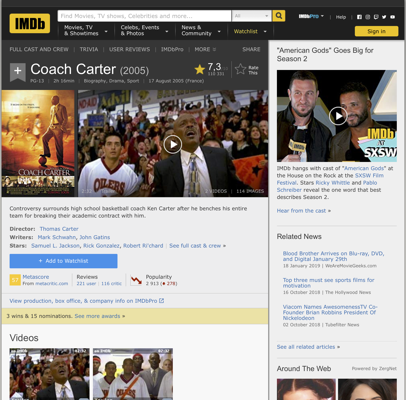 IMDb
Find Movies, TV shows, Celebrities and more...
All
Movies, TV & Showtimes
Celebs, Events & Photos
News & Community
Watchlist
IMDbPro
Help
Sign in
FULL CAST AND CREW | TRIVIA | USER REVIEWS | IMDbPro | MORE
SHARE
Coach Carter (2005)
7,3
Rate This
PG-13 | 2h 16min | Biography, Drama, Sport | 17 August 2005 (France)
COACH CARTER
2 VIDEOS | 114 IMAGES
Controversy surrounds high school basketball coach Ken Carter after he benches his entire
team for breaking their academic contract with him.
Director: Thomas Carter
Writers: Mark Schwahn, John Gatins
Stars: Samuel L. Jackson, Rick Gonzalez, Robert Ri'chard | See full cast & crew »
+ Add to Watchlist
57
Metascore
From metacritic.com
Reviews
221 user | 116 critic
Popularity
2 913 ( 278)
View production, box office, & company info on IMDbPro
3 wins & 15 nominations. See more awards »
Videos
"American Gods" Goes Big for
Season 2
IMDb
at
SXSW
IMDb hangs with cast of "American Gods" at
the House on the Rock at the SXSW Film
Festival. Stars Ricky Whittle and Pablo
Schreiber reveal the one word that best
describes Season 2.
Hear from the cast »
Related News
Blood Brother Arrives on Blu-ray, DVD,
and Digital January 29th
18 January 2019 | WeAreMovieGeeks.com
Top three must see sports films for
motivation
16 October 2018 | The Hollywood News
Viacom Names AwesomenessTV Co-
Founder Brian Robbins President Of
Nickelodeon
02 October 2018 | Tubefilter News
See all related articles »
Around The Web
Powered by ZergNet